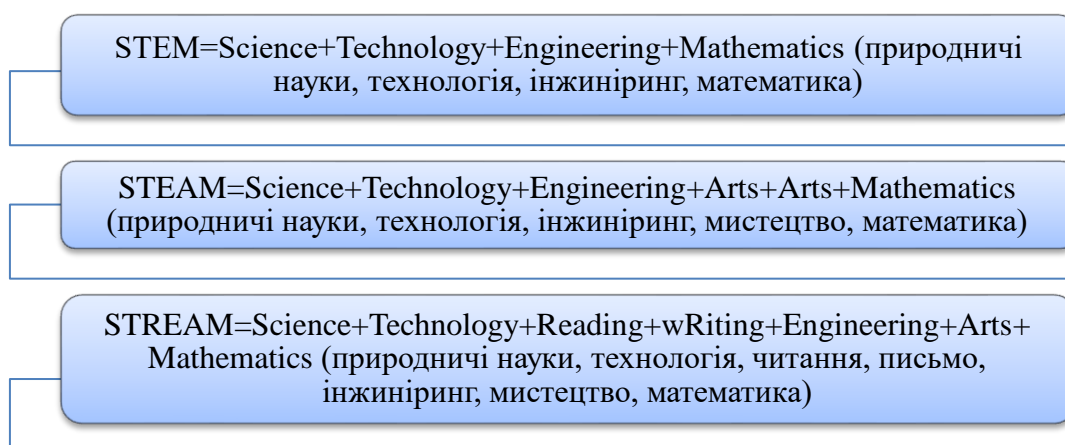 STEM=Science+Technology+Engineering+Mathematics (природничі
науки, технологія, інжиніринг, математика)
STEAM=Science+Technology+Engineering+Arts+Arts+Mathematics
(природничі науки, технологія, інжиніринг, мистецтво, математика)
STREAM=Science+Technology+Reading+wRiting+Engineering+Arts+
Mathematics (природничі науки, технологія, читання, письмо,
інжиніринг, мистецтво, математика)